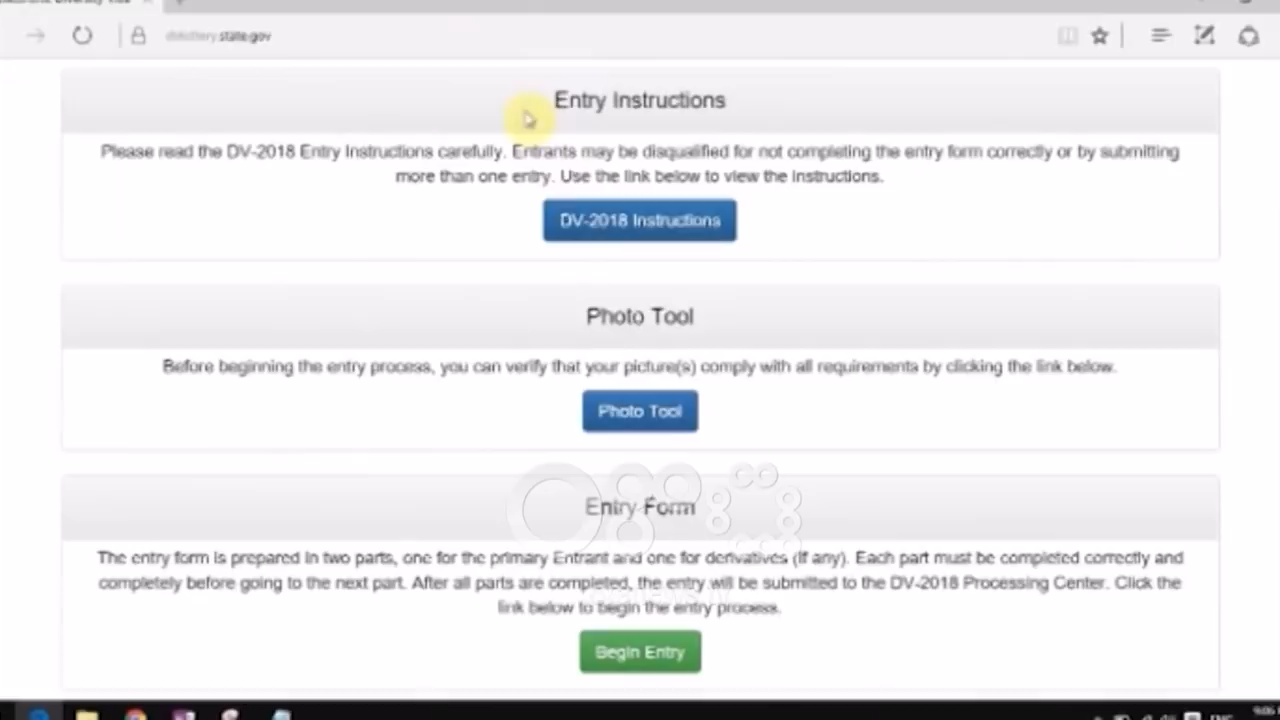 state.gov
Entry Instructions
Please read the DV-2018 Entry Instructions carefully. Entrants may be disqualified for not completing the entry form correctly or by submitting
more than one entry. Use the link below to view the instructions.
DV-2018 Instructions
Photo Tool
Before beginning the entry process, you can verify that your picture(s) comply with all requirements by clicking the link below.
Photo Tool
Entry Form
The entry form is prepared in two parts, one for the primary Entrant and one for derivatives (if any). Each part must be completed correctly and
completely before going to the next part. After all parts are completed, the entry will be submitted to the DV-2018 Processing Center. Click the
link below to begin the entry process.
Begin Entry